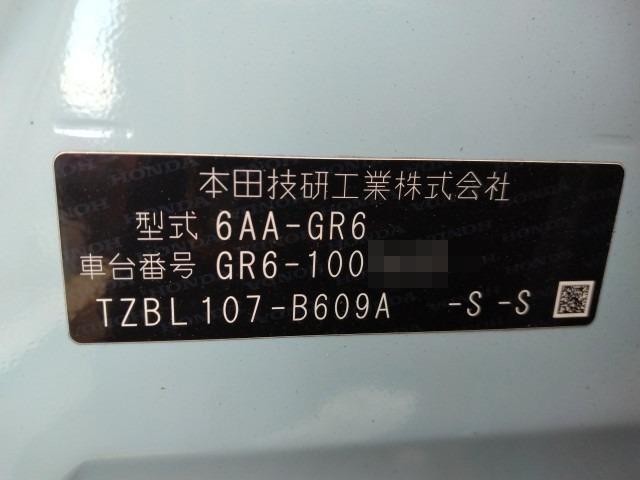 本田技研工業株式会社
型式 6AA-GR6
車台番号 GR6-100
TZBL107-B609A -S -S